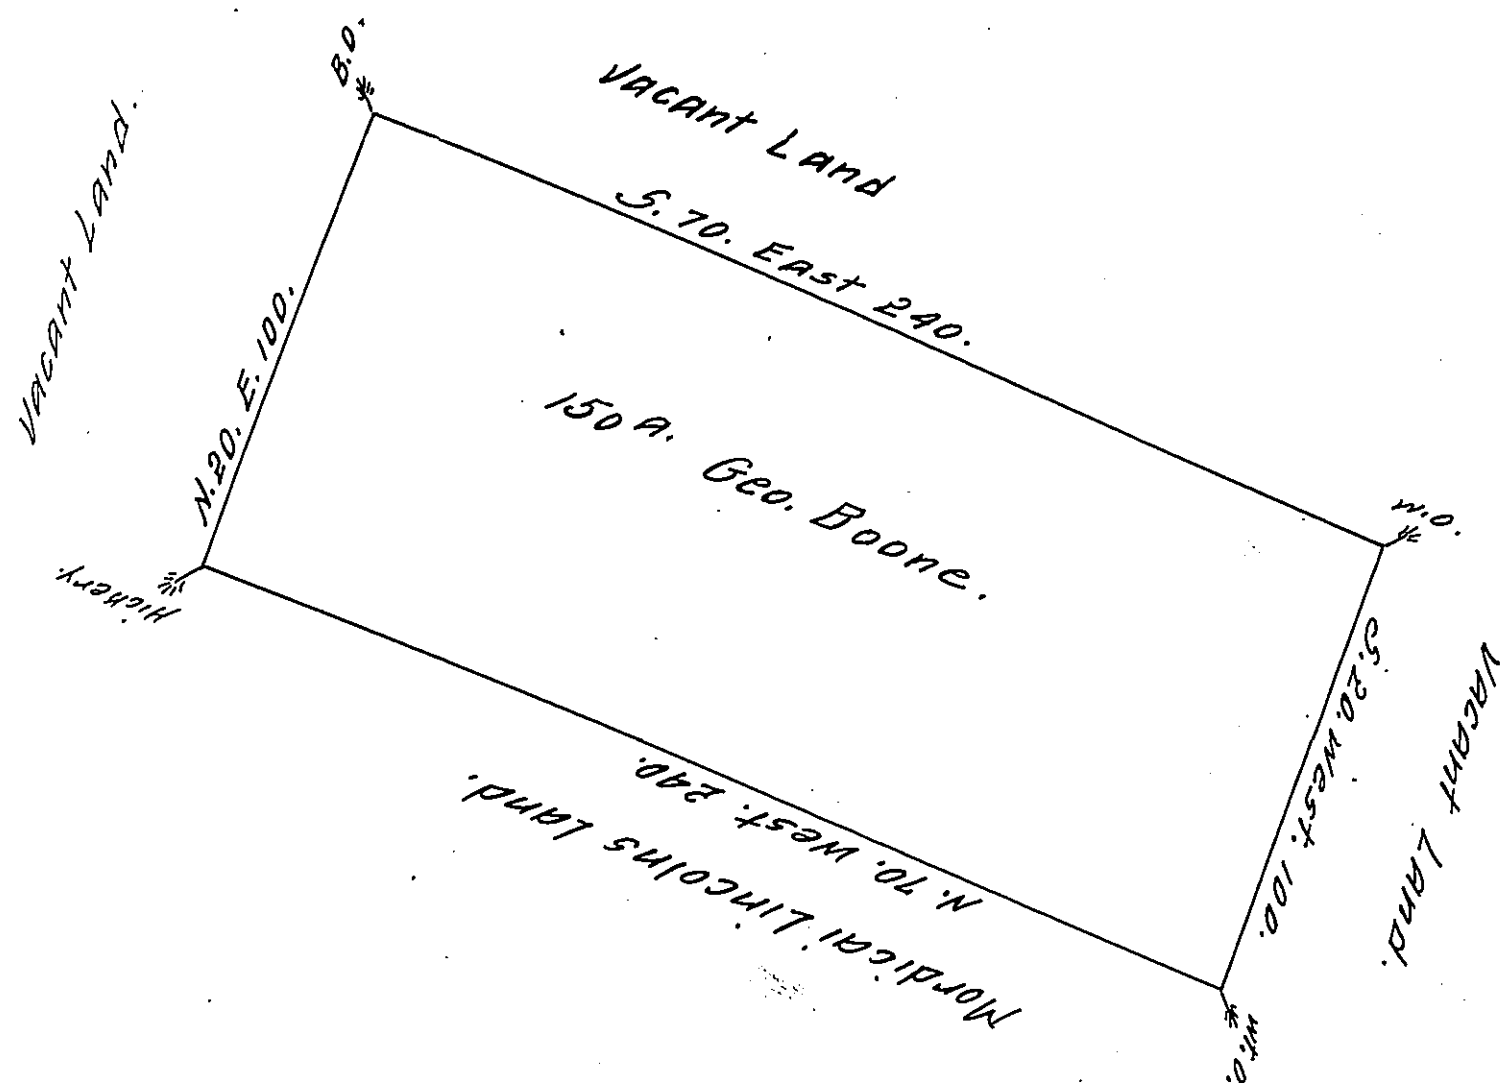 B.O.
Vacant Land
S. 70. East 240.
Vacant Land.
N. 20. E. 100.
150 a. Geo. Boone.
W.O.
S. 20. West. 100.
Vacant Land.
Hickery.
N. 70. West. 240.
Mordicai Lincolns Land.
Wt.O.